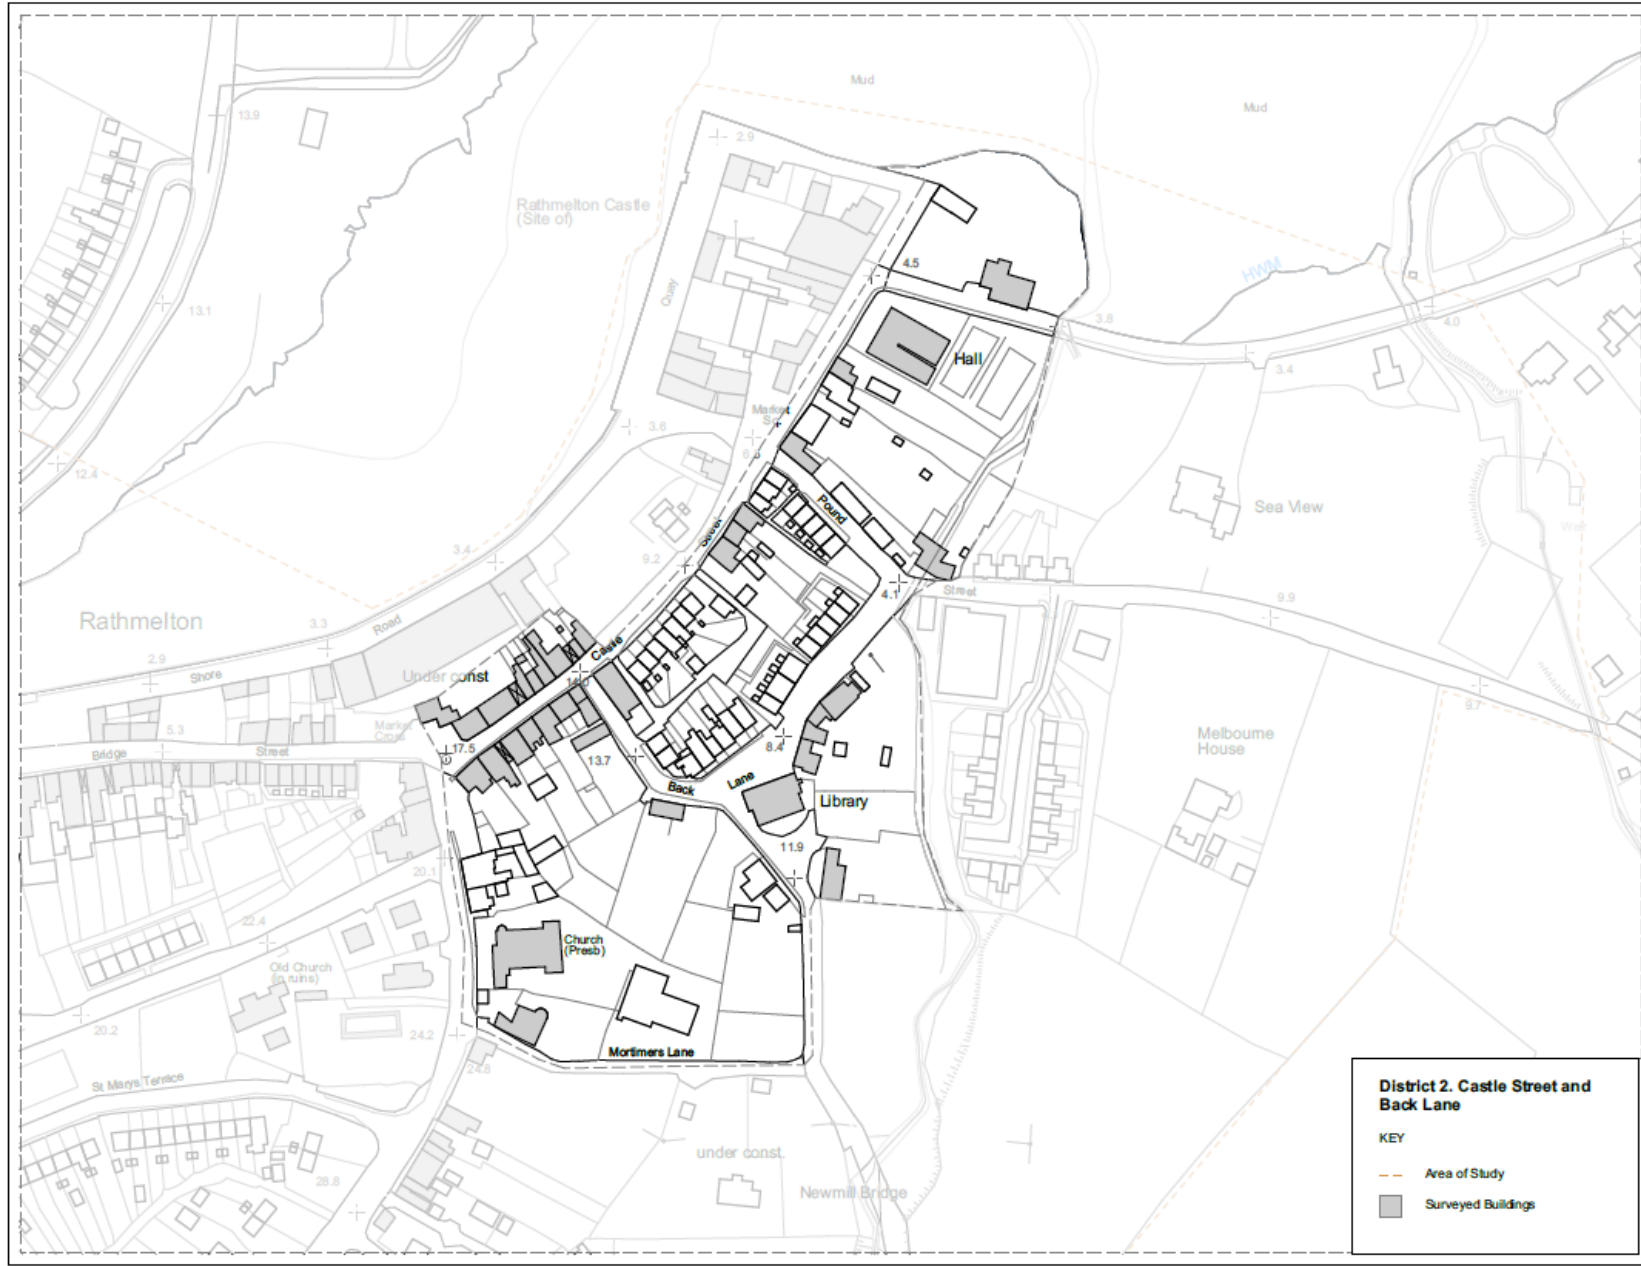 Mud
Mud
13.9
2.9
Rathmelton Castle
(Site of)
4.5
HWM
Quay
13.1
3.8
4.0
Hall
3.4
Market
Sq
3.6
12.4
Pound
Sea View
Weir
Street
9.2
3.4
4.1
Street
9.9
Rathmelton
3.3
Road
Castle
2.9
Shore
Under const
14.0
9.7
Market
Cross
5.3
Bridge
Street
17.5
13.7
8.4
Melbourne
House
Back
Lane
Library
11.9
20.1
22.4
Church
(Presb)
Old Church
(in ruins)
20.2
24.2
Mortimers Lane
24.8
St Marys Terrace
under const.
28.8
Newmill Bridge
District 2. Castle Street and
Back Lane
KEY
Area of Study
Surveyed Buildings